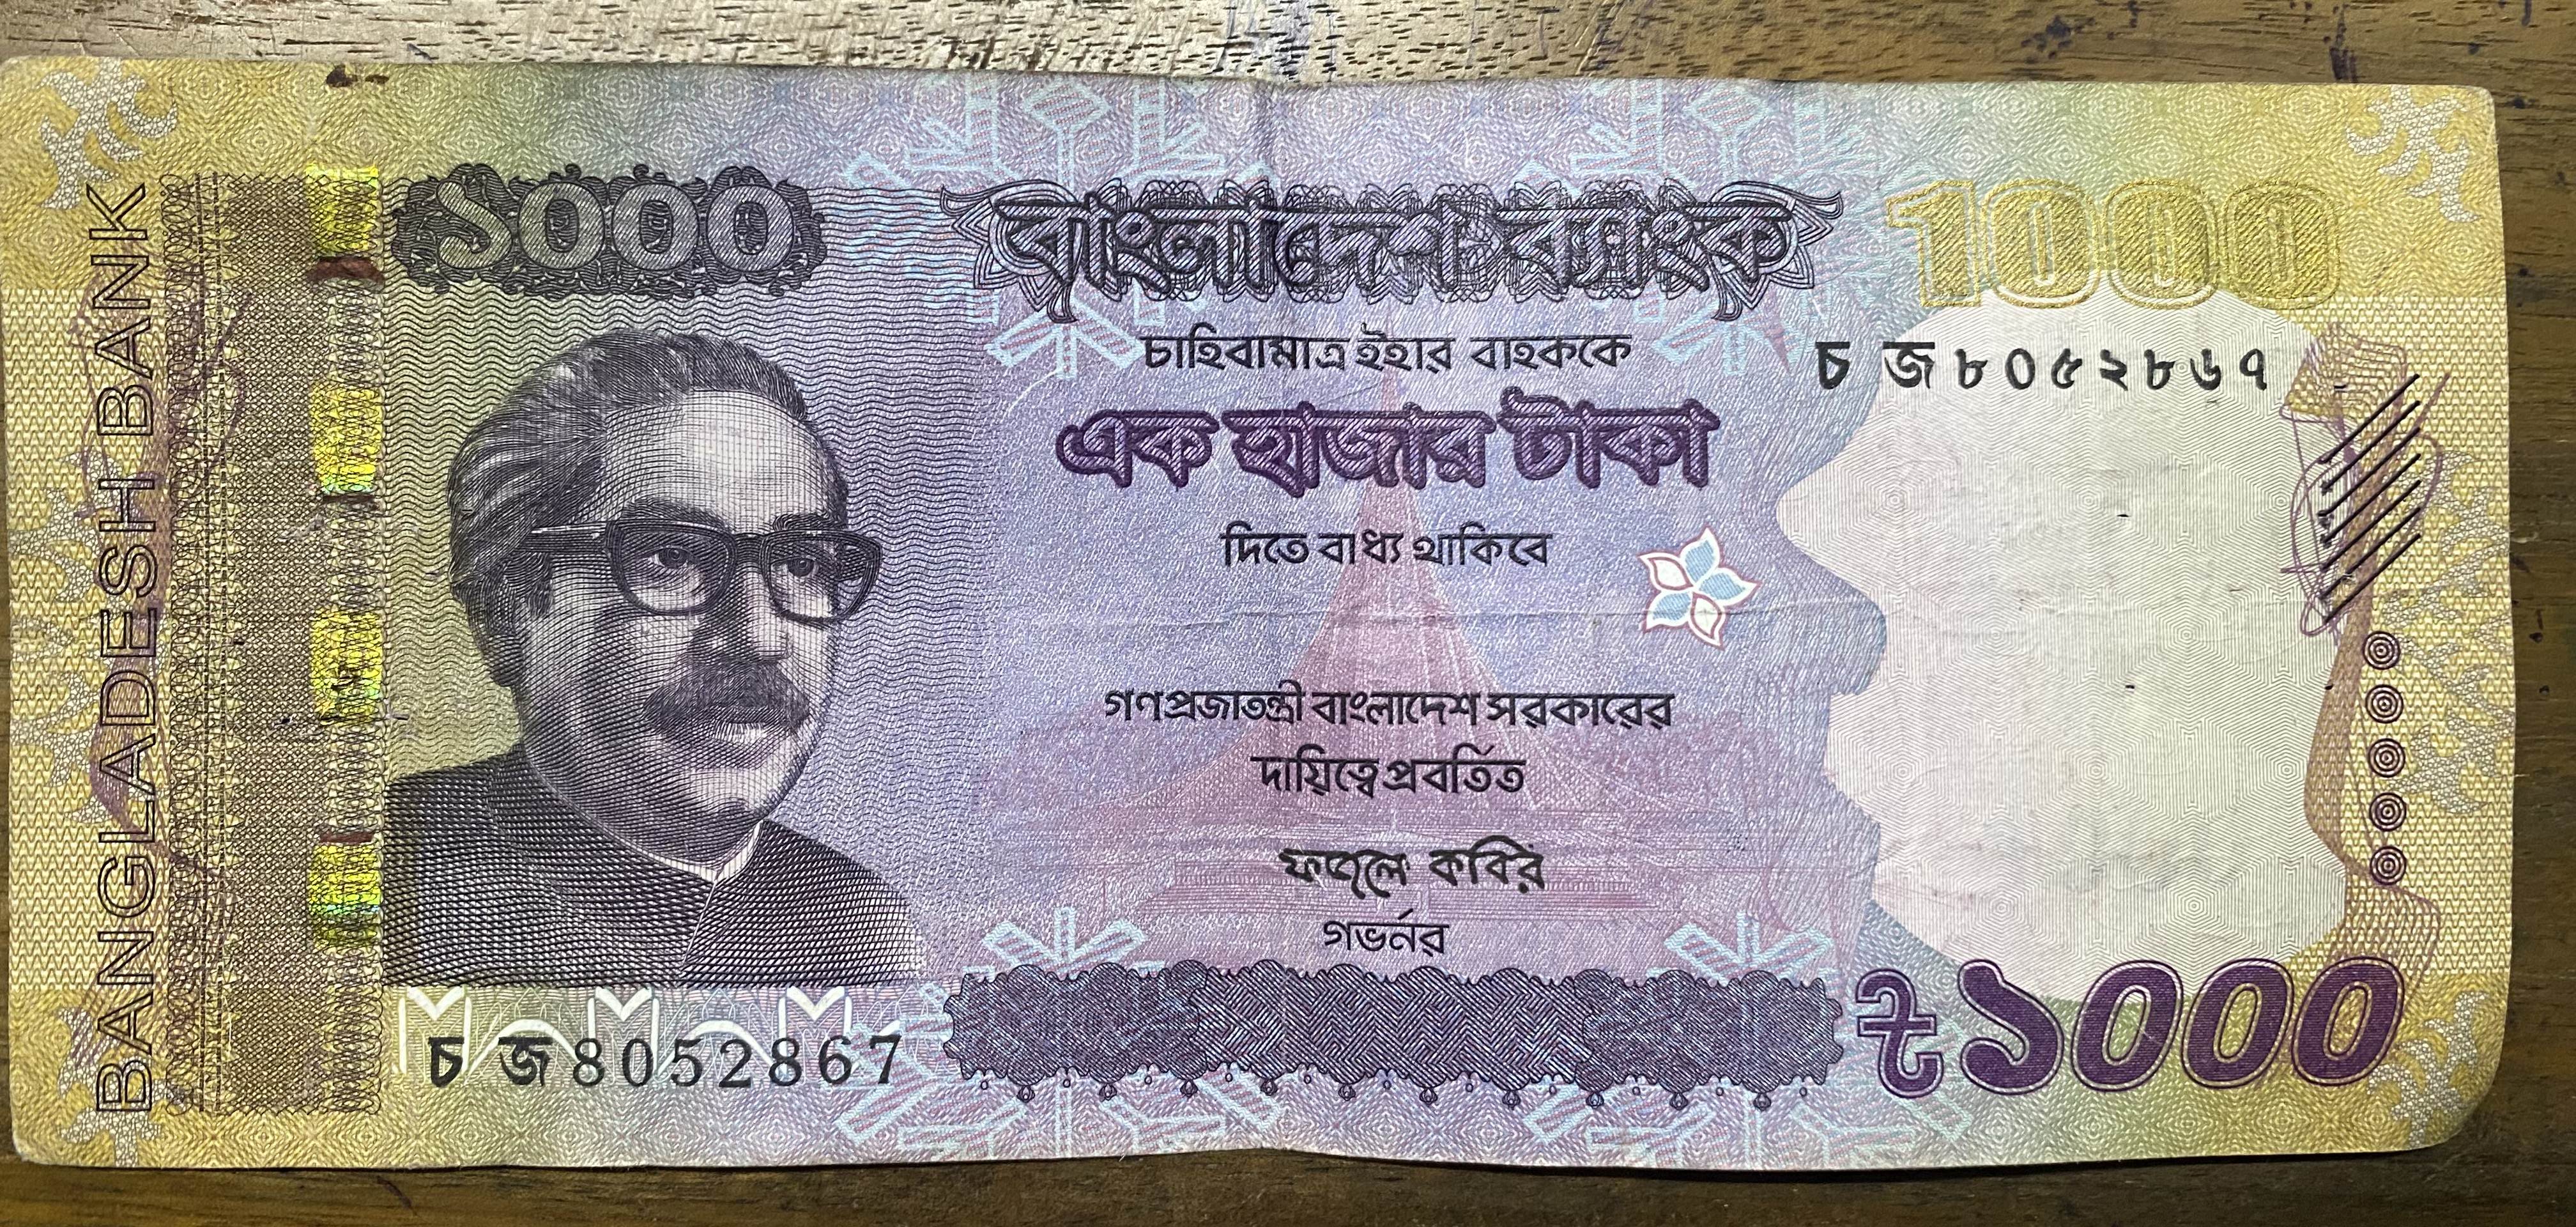 BANGLADESH BANK
১০০০
বাংলাদেশ ব্যাংক
1000
চাহিবামাত্র ইহার বাহককে
চ জ ৮০৫২৮৬৭
এক হাজার টাকা
দিতে বাধ্য থাকিবে
গণপ্রজাতন্ত্রী বাংলাদেশ সরকারের
দায়িত্বে প্রবর্তিত
ফজলে কবির
গভর্নর
চ জ 8052867
৳১০০০